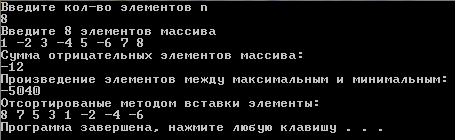 Введите кол-во элементов n
8
Введите 8 элементов массива
1 -2 3 -4 5 -6 7 8
Сумма отрицательных элементов массива:
-12
Произведение элементов между максимальным и минимальным:
-5040
Отсортированые методом вставки элементы:
8 7 5 3 1 -2 -4 -6
Программа завершена, нажмите любую клавишу . . .